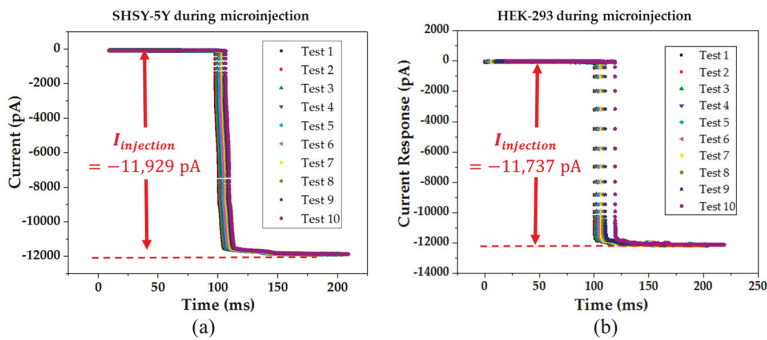 SHSY-5Y during microinjection
Current (pA)
0
-2000
-4000
-6000
-8000
-10000
-12000
I injection
= −11,929 pA
Test 1
Test 2
Test 3
Test 4
Test 5
Test 6
Test 7
Test 8
Test 9
Test 10
0 50 100 150 200
Time (ms)
(a)
HEK-293 during microinjection
Current Response (pA)
2000
0
-2000
-4000
-6000
-8000
-10000
-12000
-14000
I injection
= −11,737 pA
Test 1
Test 2
Test 3
Test 4
Test 5
Test 6
Test 7
Test 8
Test 9
Test 10
0 50 100 150 200 250
Time (ms)
(b)